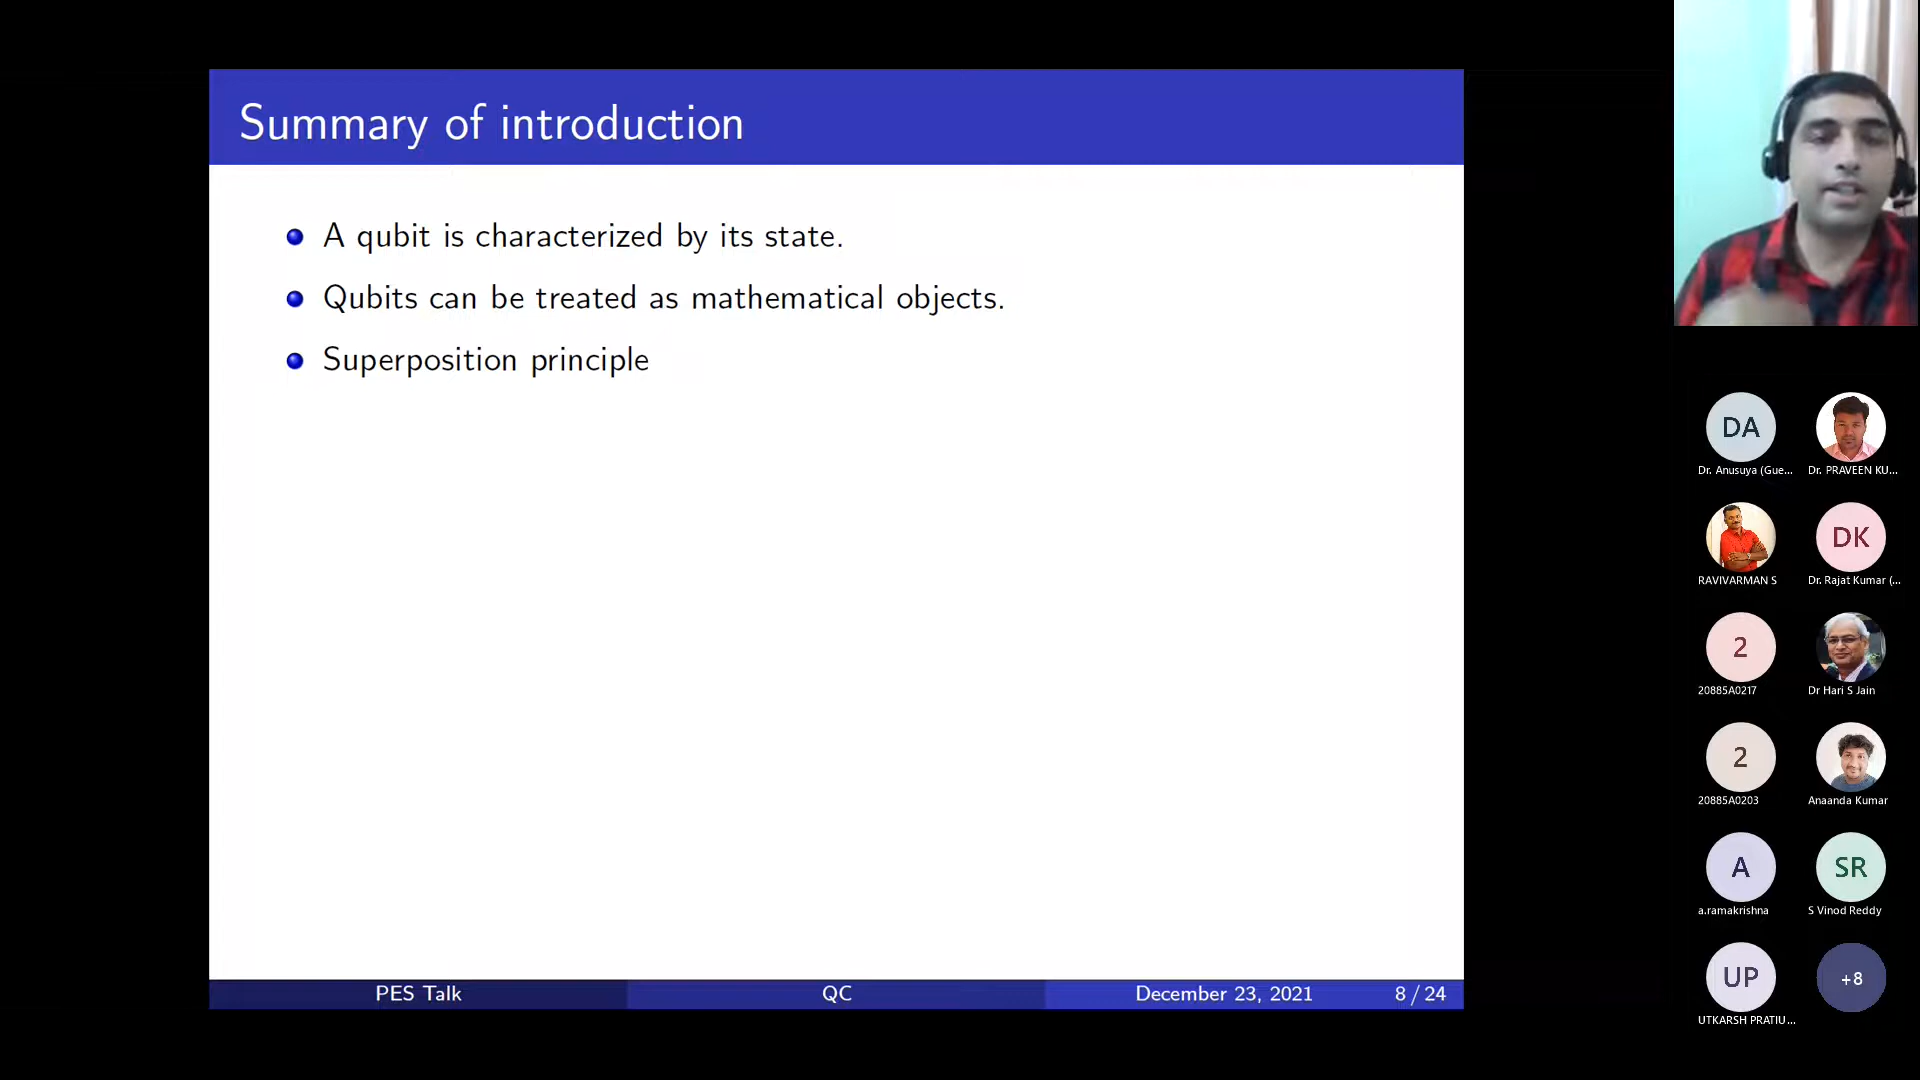 Summary of introduction
A qubit is characterized by its state.
Qubits can be treated as mathematical objects.
Superposition principle
PES Talk
QC
December 23, 2021
8 / 24
DA
Dr. Anusuya (Gue...
Dr. PRAVEEN KU...
RAVIVARMAN S
DK
Dr. Rajat Kumar (...
2
20885A0217
Dr Hari S Jain
2
20885A0203
Anaanda Kumar
A
a.ramakrishna
SR
S Vinod Reddy
UP
UTKARSH PRATIU...
+8